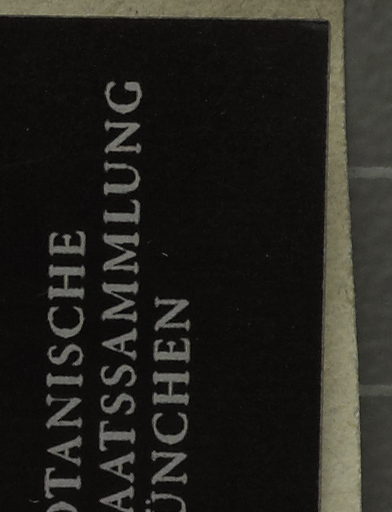 OTANISCHE
AATSSAMMLUNG
ÜNCHEN